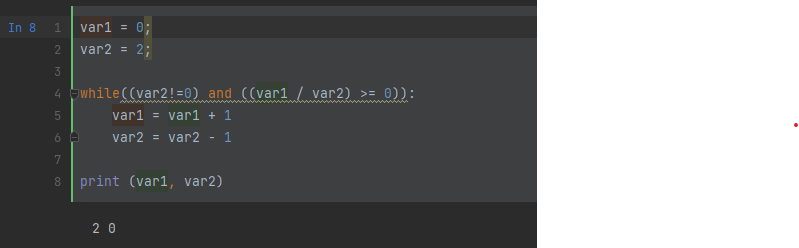 In 8 1 var1 = 0;
2 var2 = 2;
3
4 while((var2!=0) and ((var1 / var2) >= 0)):
5 var1 = var1 + 1
6 var2 = var2 - 1
7
8 print (var1, var2)
2 0